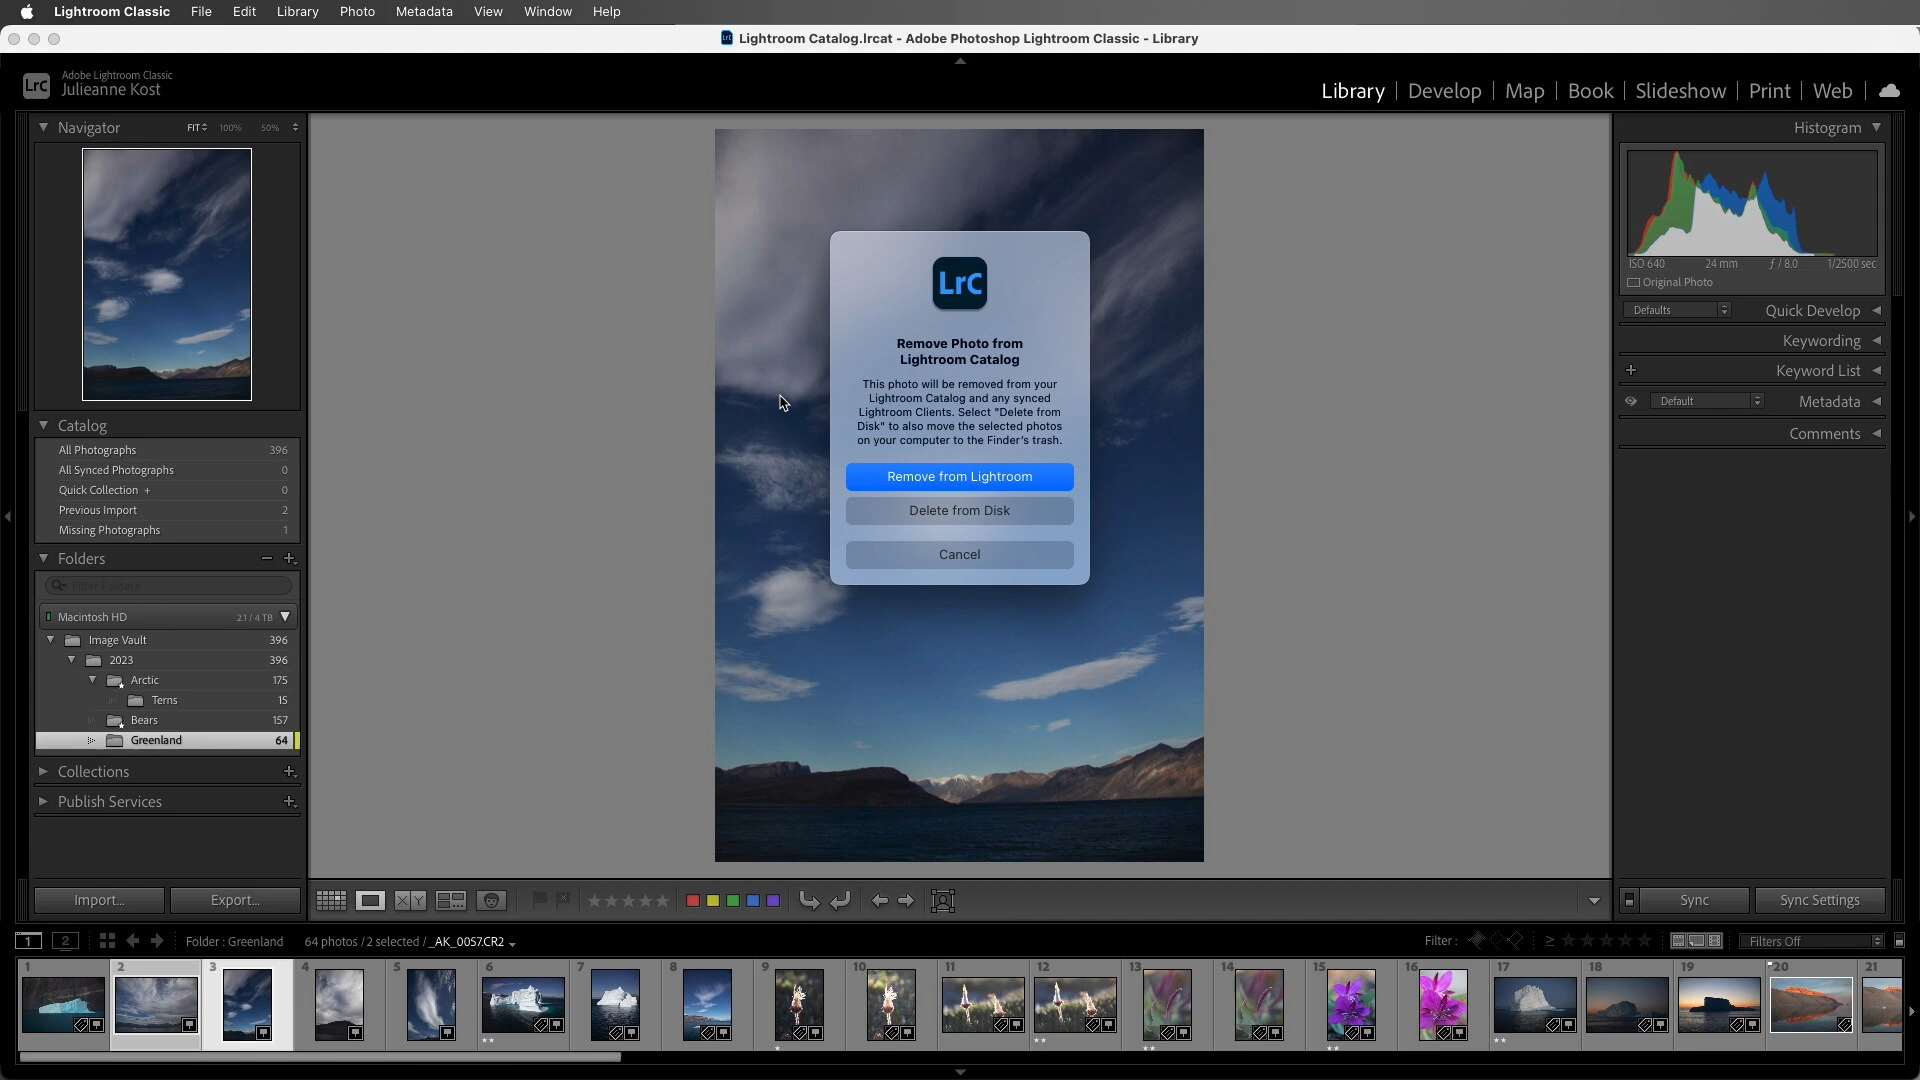 Lightroom Classic File Edit Library Photo Metadata View Window Help
Lightroom Catalog.lrcat - Adobe Photoshop Lightroom Classic - Library
LrC
Adobe Lightroom Classic
Julieanne Kost
Library Develop Map Book Slideshow Print Web
Navigator FIT 100% 50%
Catalog
All Photographs 396
All Synced Photographs 0
Quick Collection + 0
Previous Import 2
Missing Photographs 1
Folders
Filter Folders
Macintosh HD 2.1 / 4 TB
Image Vault 396
2023 396
Arctic 175
Terns 15
Bears 157
Greenland 64
Collections
Publish Services
Import... Export...
LrC
Remove Photo from
Lightroom Catalog
This photo will be removed from your
Lightroom Catalog and any synced
Lightroom Clients. Select "Delete from
Disk" to also move the selected photos
on your computer to the Finder's trash.
Remove from Lightroom
Delete from Disk
Cancel
Histogram
ISO 640 24 mm ƒ / 8.0 1/2500 sec
Original Photo
Defaults Quick Develop
Keywording
Keyword List
Default Metadata
Comments
Sync Sync Settings
X Y
1 2 Folder : Greenland 64 photos / 2 selected / _AK_0057.CR2
Filter : ≥ Filters Off
1 2 3 4 5 6 7 8 9 10 11 12 13 14 15 16 17 18 19 20 21